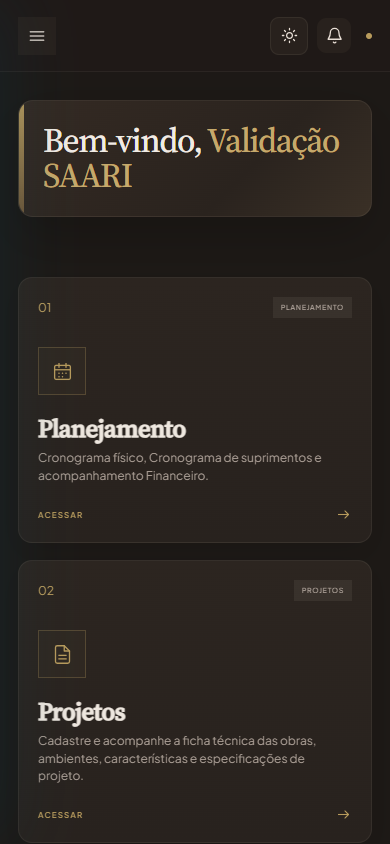 Bem-vindo, Validação
SAARI
01
PLANEJAMENTO
Planejamento
Cronograma físico, Cronograma de suprimentos e
acompanhamento Financeiro.
ACESSAR
02
PROJETOS
Projetos
Cadastre e acompanhe a ficha técnica das obras,
ambientes, características e especificações de
projeto.
ACESSAR